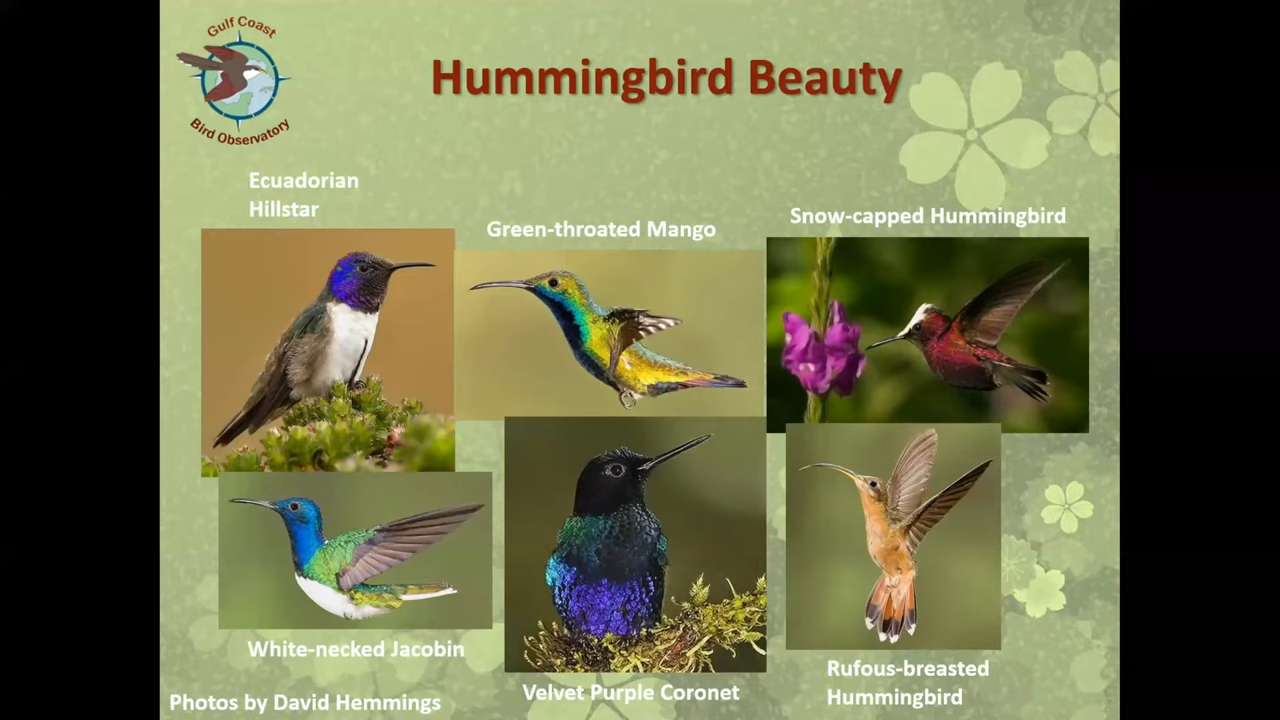 Gulf Coast
Bird Observatory
Hummingbird Beauty
Ecuadorian
Hillstar
Green-throated Mango
Snow-capped Hummingbird
White-necked Jacobin
Velvet Purple Coronet
Rufous-breasted
Hummingbird
Photos by David Hemmings